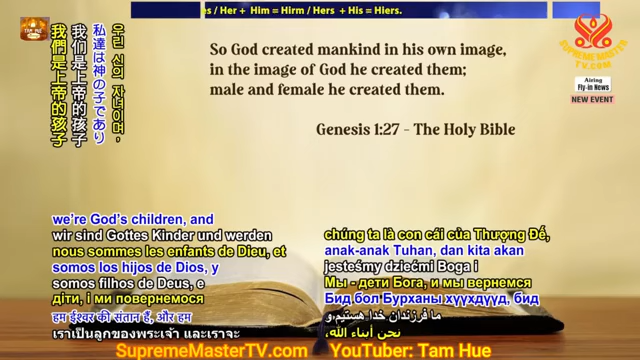 es / Her + Him = Hirm / Hers + His = Hiers.
SUPREME MASTER
TV.COM
Airing
Fly-in News
NEW EVENT
우린 신의 자녀이며,
私達は神の子であり
我们是上帝的孩子
我們是上帝的孩子
So God created mankind in his own image,
in the image of God he created them;
male and female he created them.
Genesis 1:27 - The Holy Bible
we're God's children, and
wir sind Gottes Kinder und werden
nous sommes les enfants de Dieu, et
somos los hijos de Dios, y
somos filhos de Deus, e
діти, і ми повернемося
हम ईश्वर की संतान हैं, और हम
เราเป็นลูกของพระเจ้า และเราจะ
chúng ta là con cái của Thượng Đế,
anak-anak Tuhan, dan kita akan
jesteśmy dziećmi Boga i
Мы - дети Бога, и мы вернемся
Бид бол Бурханы хүүхдүүд, бид
ما فرزندان خدا هستیم، و
نحن أبناء الله،
SupremeMasterTV.com YouTuber: Tam Hue